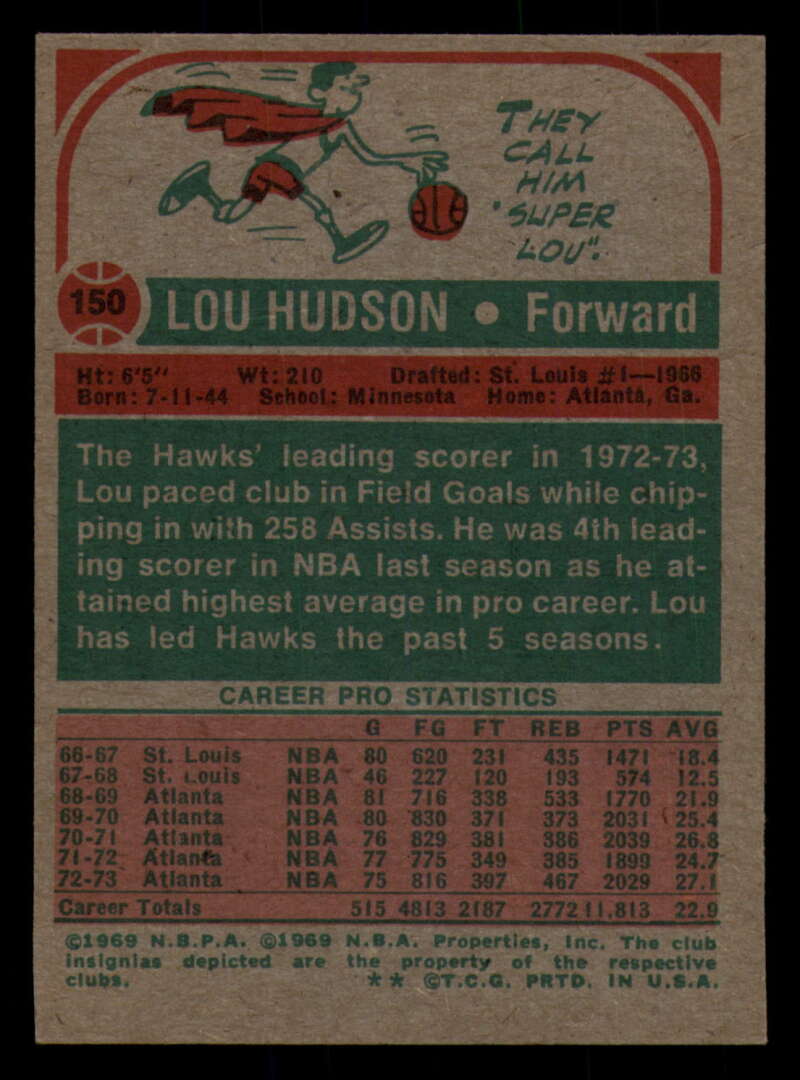 THEY
CALL
HIM
"SUPER
LOU".
150 LOU HUDSON • Forward
Ht: 6'5" Wt: 210 Drafted: St. Louis #1—1966
Born: 7-11-44 School: Minnesota Home: Atlanta, Ga.
The Hawks' leading scorer in 1972-73,
Lou paced club in Field Goals while chip-
ping in with 258 Assists. He was 4th lead-
ing scorer in NBA last season as he at-
tained highest average in pro career. Lou
has led Hawks the past 5 seasons.
CAREER PRO STATISTICS
G FG FT REB PTS AVG
66-67 St. Louis NBA 80 620 231 435 1471 18.4
67-68 St. Louis NBA 46 227 120 193 574 12.5
68-69 Atlanta NBA 81 716 338 533 1770 21.9
69-70 Atlanta NBA 80 830 371 373 2031 25.4
70-71 Atlanta NBA 76 829 381 386 2039 26.8
71-72 Atlanta NBA 77 775 349 385 1899 24.7
72-73 Atlanta NBA 75 816 397 467 2029 27.1
Career Totals 515 4813 2187 2772 11,813 22.9
©1969 N.B.P.A. ©1969 N.B.A. Properties, Inc. The club
insignias depicted are the property of the respective
clubs. ** ©T.C.G. PRTD. IN U.S.A.